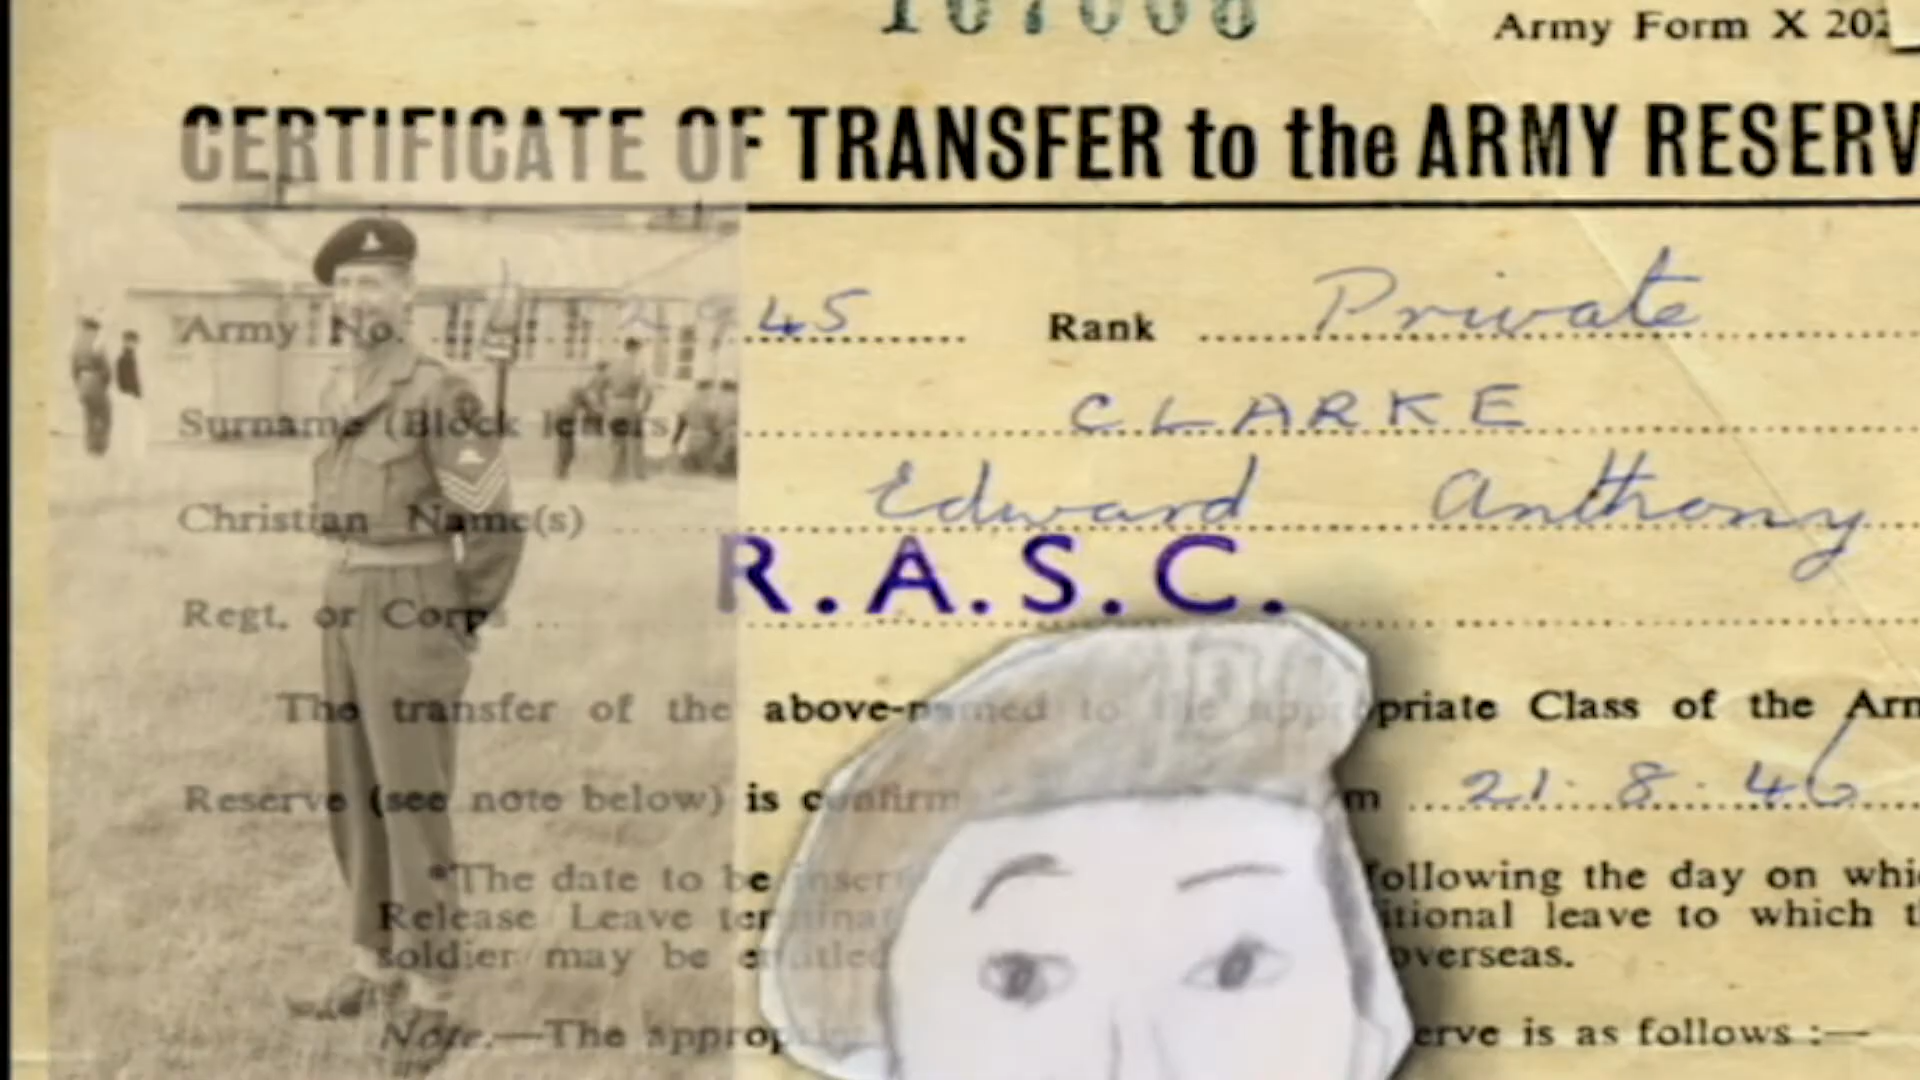 Army Form X 202
CERTIFICATE OF TRANSFER to the ARMY RESERV
Army No. 2945 Rank Private
Surname (Block letters) CLARKE
Christian Name(s) Edward Anthony
Regt. or Corps R.A.S.C.
The transfer of the above-named to the appropriate Class of the Arm
Reserve (see note below) is confirm m 21.8.46
*The date to be inser following the day on whi
Release Leave terminat itional leave to which t
soldier may be entitled overseas.
Note.—The approp erve is as follows :—